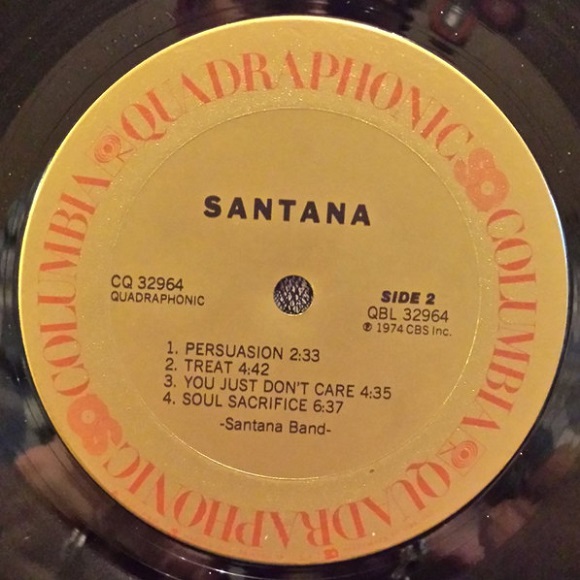 COLUMBIA QUADRAPHONIC COLUMBIA QUADRAPHONIC
SANTANA
CQ 32964
QUADRAPHONIC
SIDE 2
QBL 32964
℗ 1974 CBS Inc.
1. PERSUASION 2:33
2. TREAT 4:42
3. YOU JUST DON'T CARE 4:35
4. SOUL SACRIFICE 6:37
-Santana Band-